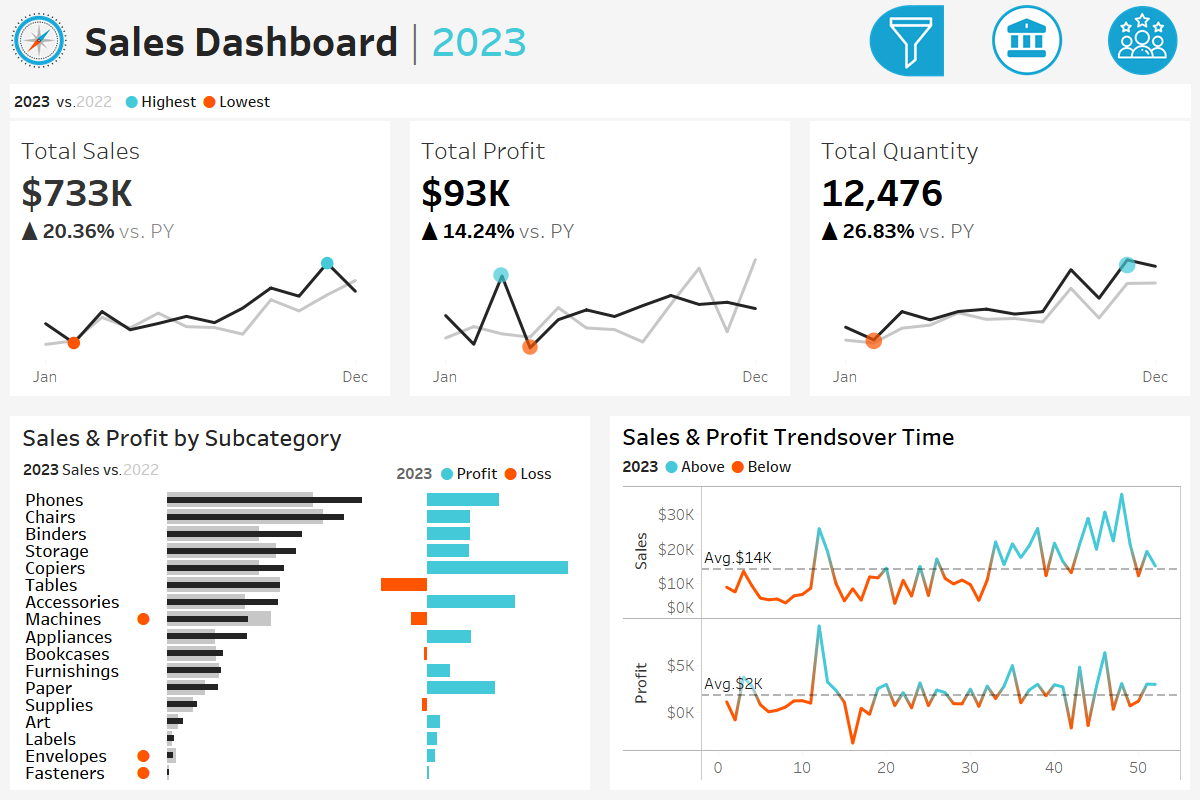 Sales Dashboard | 2023
2023 vs.2022 Highest Lowest
Total Sales
$733K
▲ 20.36% vs. PY
Jan Dec
Total Profit
$93K
▲ 14.24% vs. PY
Jan Dec
Total Quantity
12,476
▲ 26.83% vs. PY
Jan Dec
Sales & Profit by Subcategory
2023 Sales vs.2022
2023 Profit Loss
Phones
Chairs
Binders
Storage
Copiers
Tables
Accessories
Machines
Appliances
Bookcases
Furnishings
Paper
Supplies
Art
Labels
Envelopes
Fasteners
Sales & Profit Trendsover Time
2023 Above Below
Sales
$30K
$20K
$10K
$0K
Avg.$14K
Profit
$5K
$0K
Avg.$2K
0 10 20 30 40 50